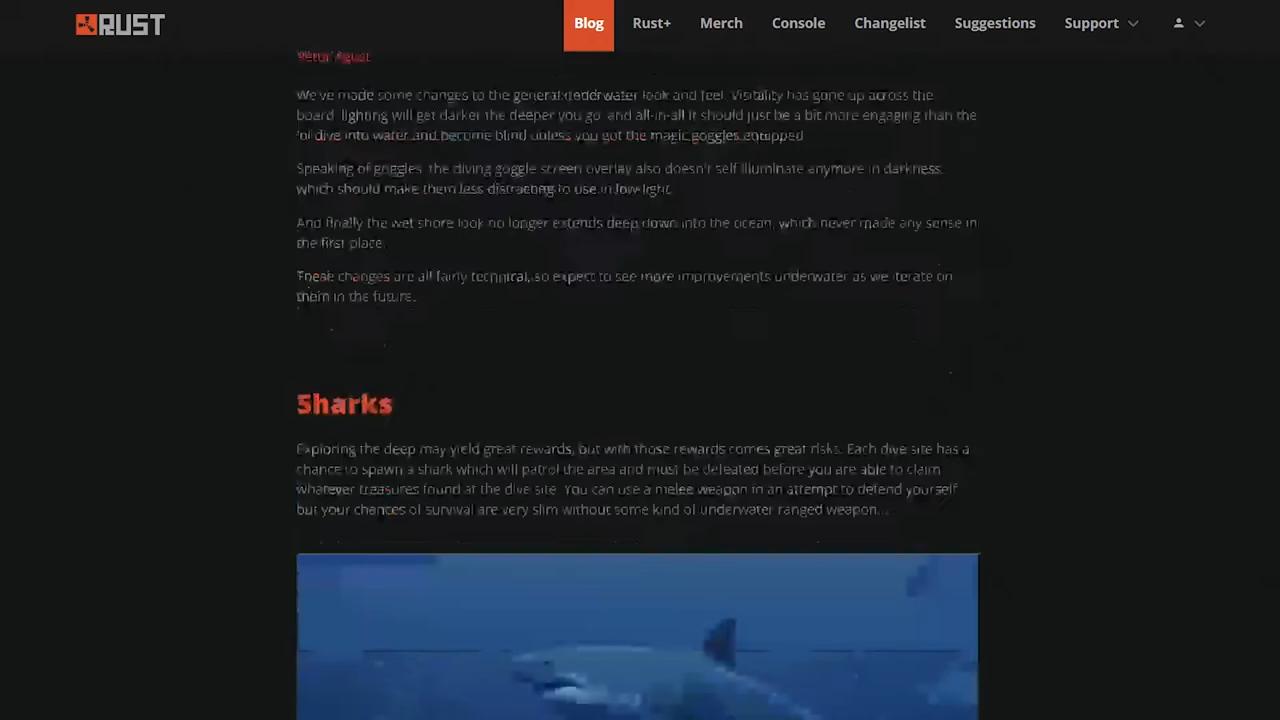 RUST
Blog
Rust+
Merch
Console
Changelist
Suggestions
Support
We've made some changes to the general underwater look and feel. Visibility has gone up across the
board, lighting will get darker the deeper you go, and all-in-all it should just be a bit more engaging than the
'ol dive into water and become blind unless you got the magic goggles equipped.
Speaking of goggles, the diving goggle screen overlay also doesn't self illuminate anymore in darkness,
which should make them less distracting to use in low-light.
And finally the wet shore look no longer extends deep down into the ocean, which never made any sense in
the first place.
These changes are all fairly technical, so expect to see more improvements underwater as we iterate on
them in the future.
Sharks
Exploring the deep may yield great rewards, but with those rewards comes great risks. Each dive site has a
chance to spawn a shark which will patrol the area and must be defeated before you are able to claim
whatever treasures found at the dive site. You can use a melee weapon in an attempt to defend yourself
but your chances of survival are very slim without some kind of underwater ranged weapon...